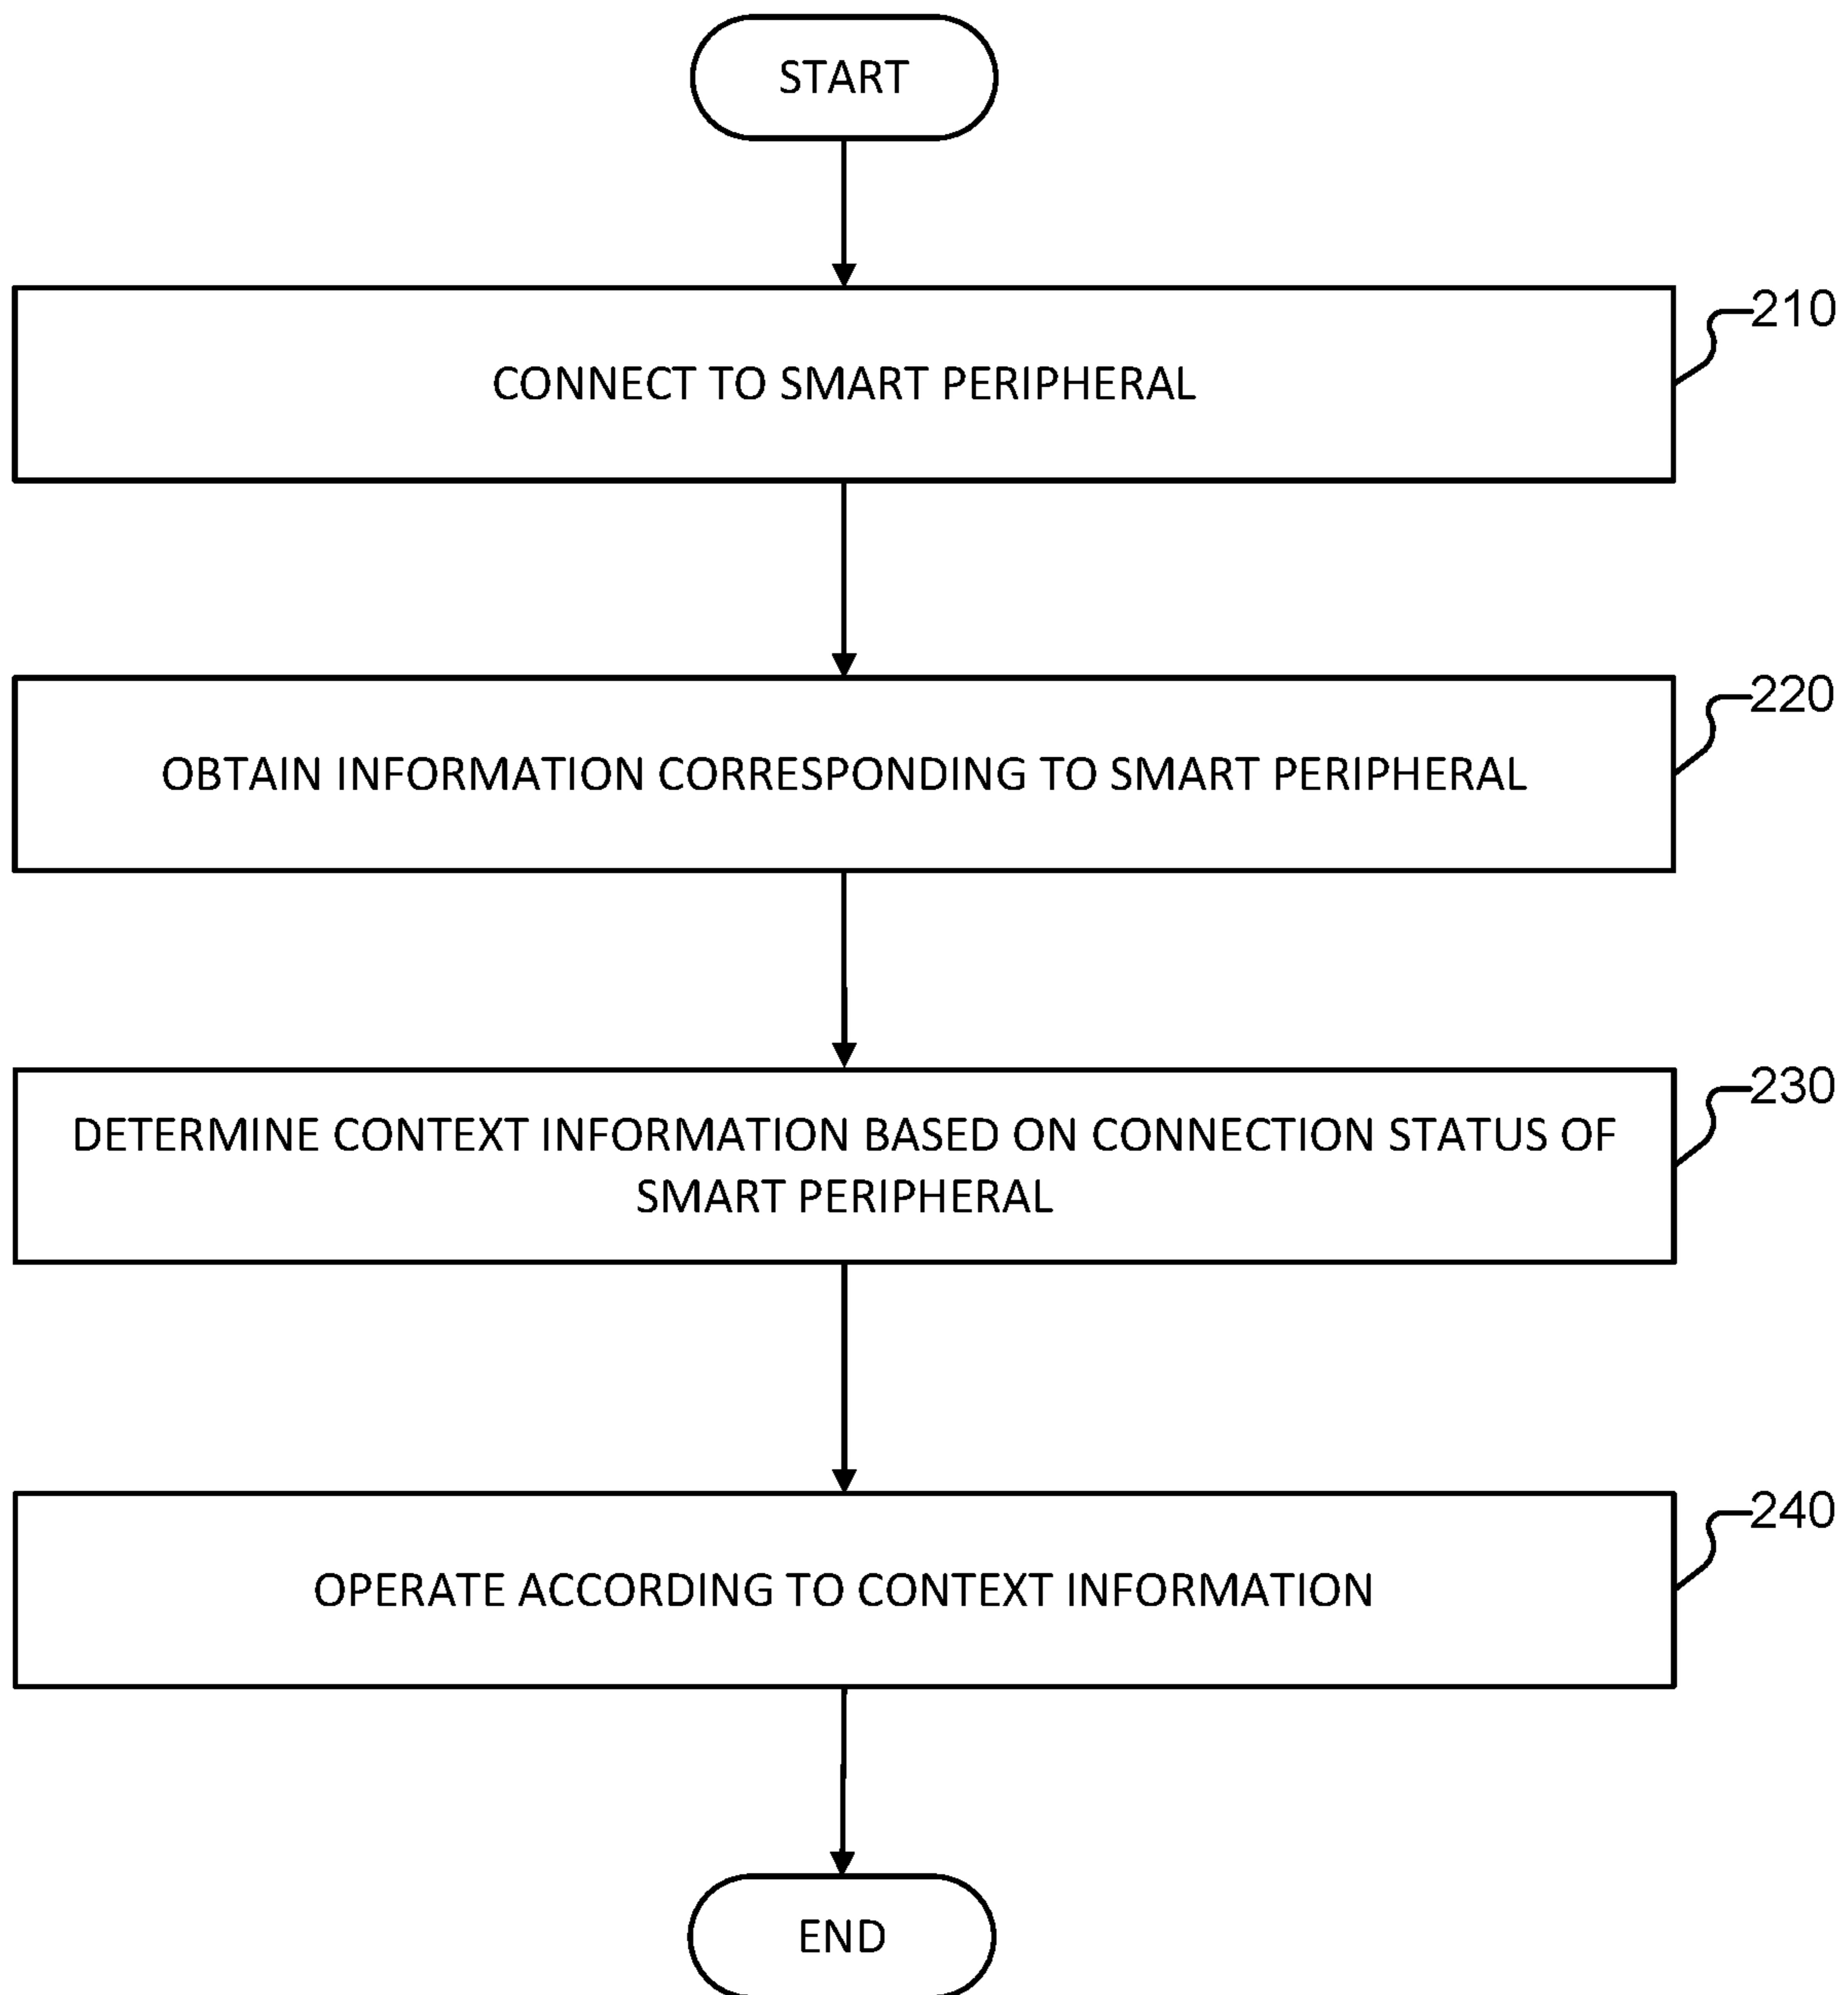 START
210
CONNECT TO SMART PERIPHERAL
220
OBTAIN INFORMATION CORRESPONDING TO SMART PERIPHERAL
230
DETERMINE CONTEXT INFORMATION BASED ON CONNECTION STATUS OF
SMART PERIPHERAL
240
OPERATE ACCORDING TO CONTEXT INFORMATION
END